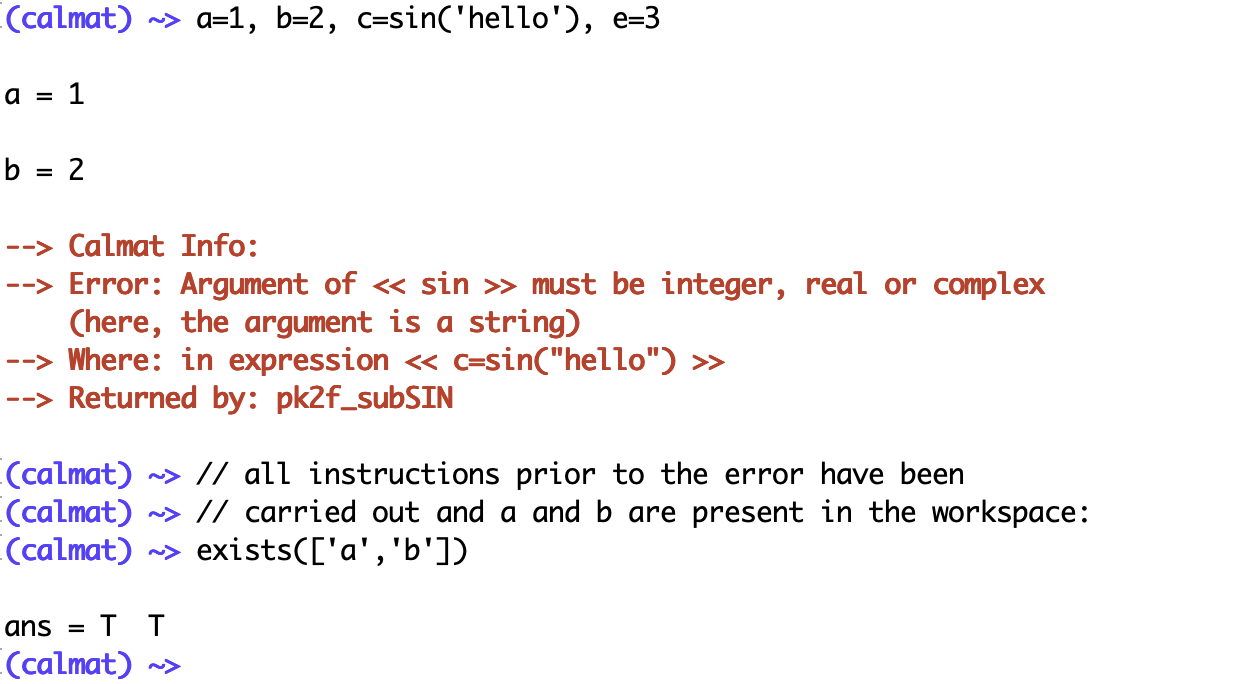 (calmat) ~> a=1, b=2, c=sin('hello'), e=3
a = 1
b = 2
--> Calmat Info:
--> Error: Argument of << sin >> must be integer, real or complex
(here, the argument is a string)
--> Where: in expression << c=sin("hello") >>
--> Returned by: pk2f_subSIN
(calmat) ~> // all instructions prior to the error have been
(calmat) ~> // carried out and a and b are present in the workspace:
(calmat) ~> exists(['a','b'])
ans = T  T
(calmat) ~>